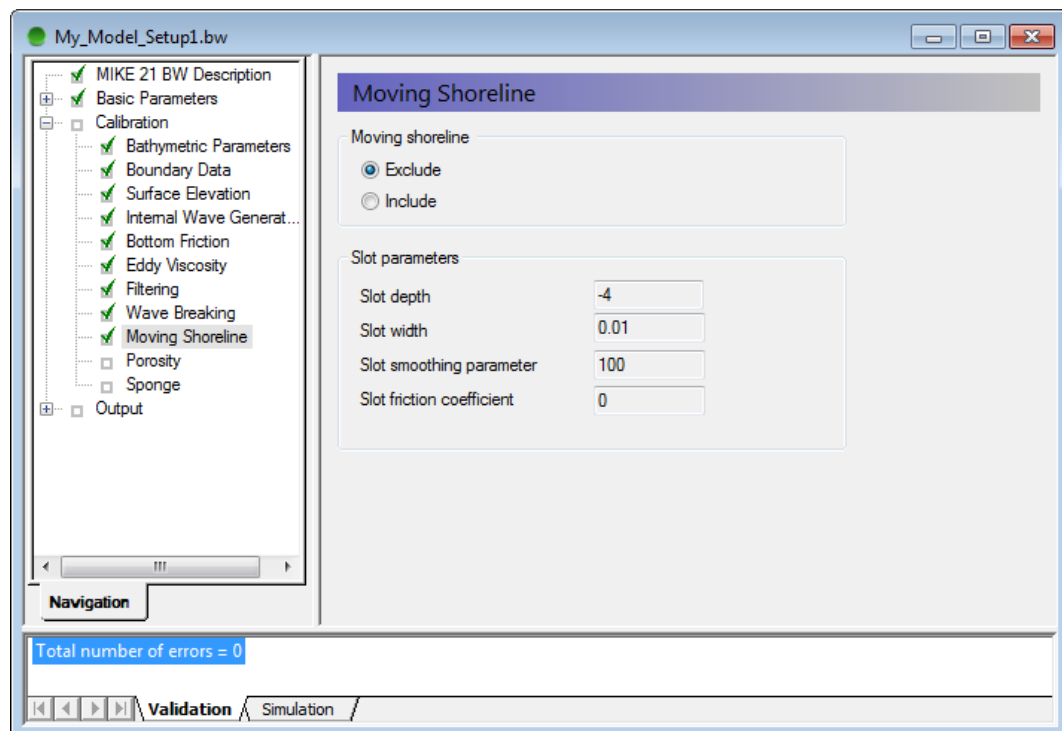 My_Model_Setup1.bw
MIKE 21 BW Description
Basic Parameters
Calibration
Bathymetric Parameters
Boundary Data
Surface Elevation
Internal Wave Generat...
Bottom Friction
Eddy Viscosity
Filtering
Wave Breaking
Moving Shoreline
Porosity
Sponge
Output
Navigation
Moving Shoreline
Moving shoreline
Exclude
Include
Slot parameters
Slot depth -4
Slot width 0.01
Slot smoothing parameter 100
Slot friction coefficient 0
Total number of errors = 0
Validation Simulation